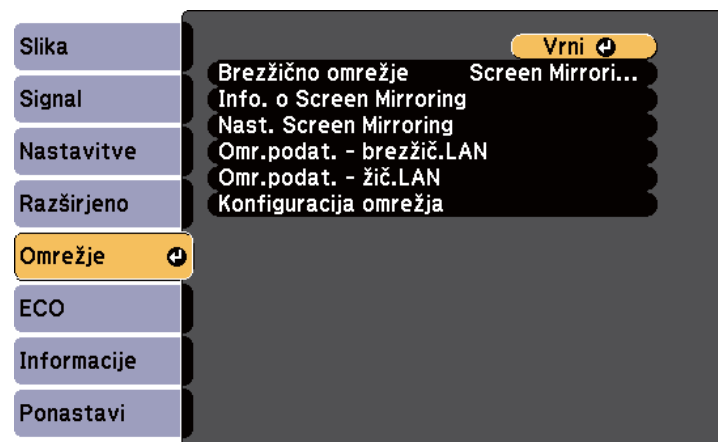 Slika
Signal
Nastavitve
Razširjeno
Omrežje
ECO
Informacije
Ponastavi
Vrni
Brezžično omrežje Screen Mirrori...
Info. o Screen Mirroring
Nast. Screen Mirroring
Omr.podat. - brezžič.LAN
Omr.podat. - žič.LAN
Konfiguracija omrežja